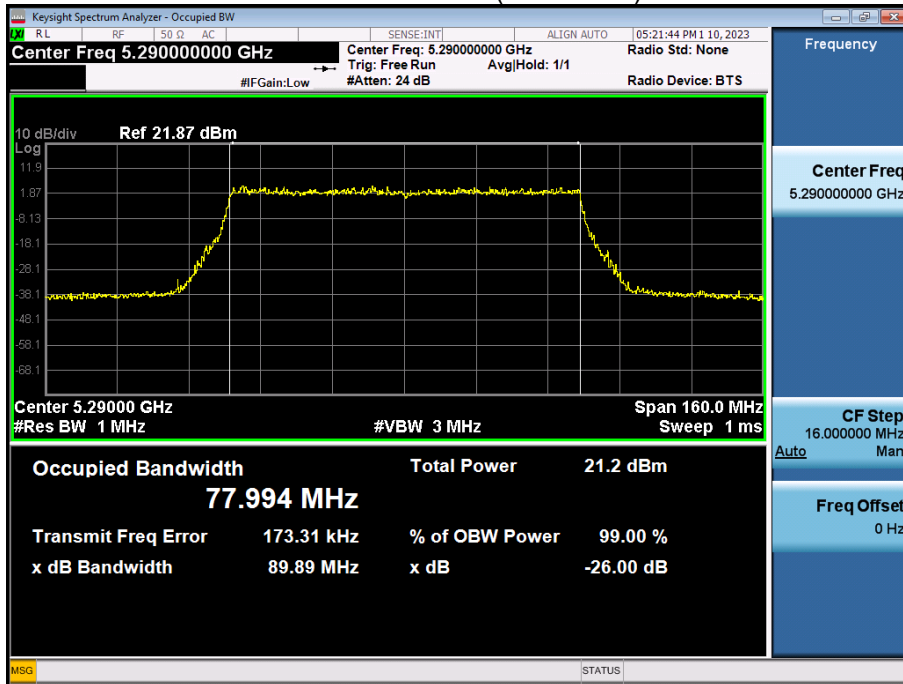 Keysight Spectrum Analyzer - Occupied BW
LXI RL RF 50 Ω AC SENSE:INT ALIGN AUTO 05:21:44 PM 1 10, 2023
Center Freq 5.290000000 GHz
Center Freq: 5.290000000 GHz
Radio Std: None
Trig: Free Run Avg|Hold: 1/1
#IFGain:Low
#Atten: 24 dB
Radio Device: BTS
Frequency
10 dB/div Ref 21.87 dBm
Log
11.9
1.87
-8.13
-18.1
-28.1
-38.1
-48.1
-58.1
-68.1
Center 5.29000 GHz
Span 160.0 MHz
#Res BW 1 MHz
#VBW 3 MHz
Sweep 1 ms
Occupied Bandwidth
77.994 MHz
Total Power 21.2 dBm
Transmit Freq Error 173.31 kHz
% of OBW Power 99.00 %
x dB Bandwidth 89.89 MHz
x dB -26.00 dB
Center Freq
5.290000000 GHz
CF Step
16.000000 MHz
Auto Man
Freq Offset
0 Hz
MSG
STATUS